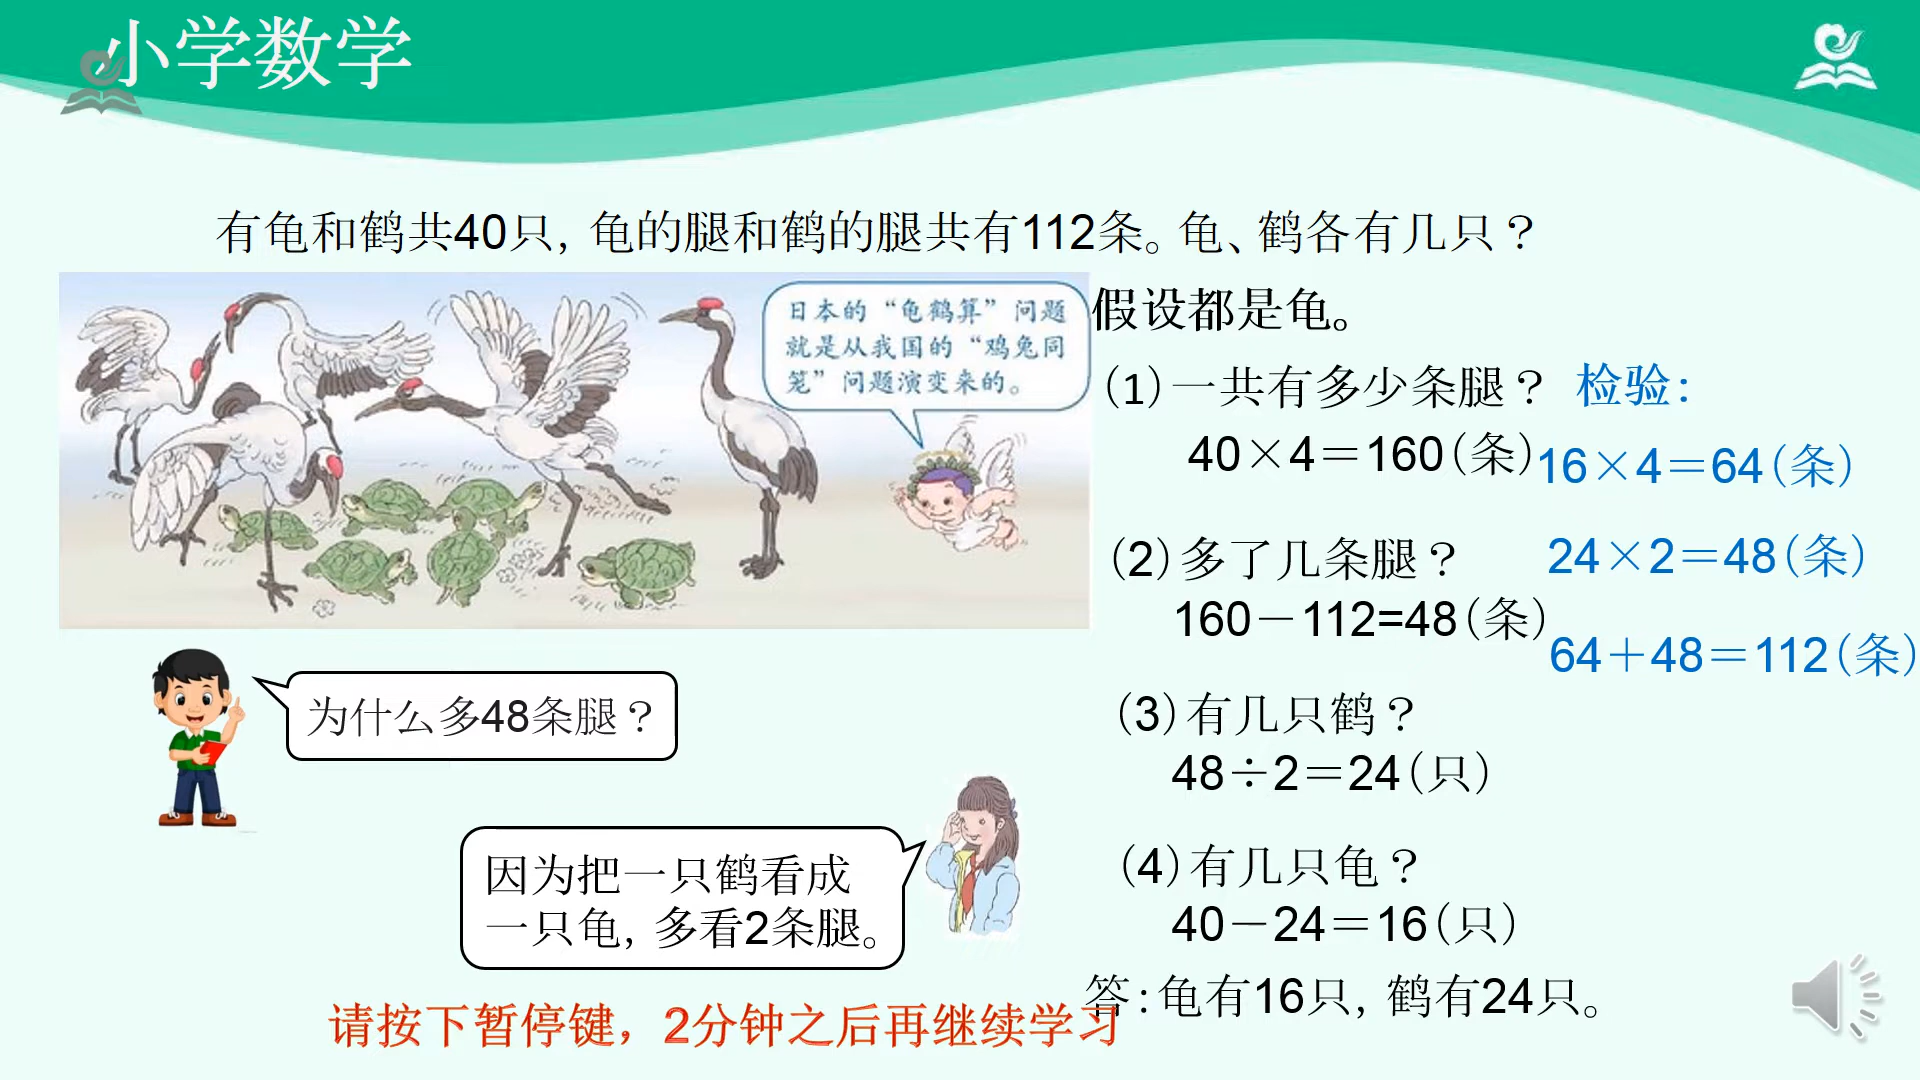 小学数学
有龟和鹤共40只，龟的腿和鹤的腿共有112条。龟、鹤各有几只？
日本的“龟鹤算”问题
就是从我国的“鸡兔同
笼”问题演变来的。
假设都是龟。
（1）一共有多少条腿？
40×4＝160（条）
（2）多了几条腿？
160－112=48（条）
（3）有几只鹤？
48÷2＝24（只）
（4）有几只龟？
40－24＝16（只）
答：龟有16只，鹤有24只。
检验：
16×4＝64（条）
24×2＝48（条）
64＋48＝112（条）
为什么多48条腿？
因为把一只鹤看成
一只龟，多看2条腿。
请按下暂停键，2分钟之后再继续学习